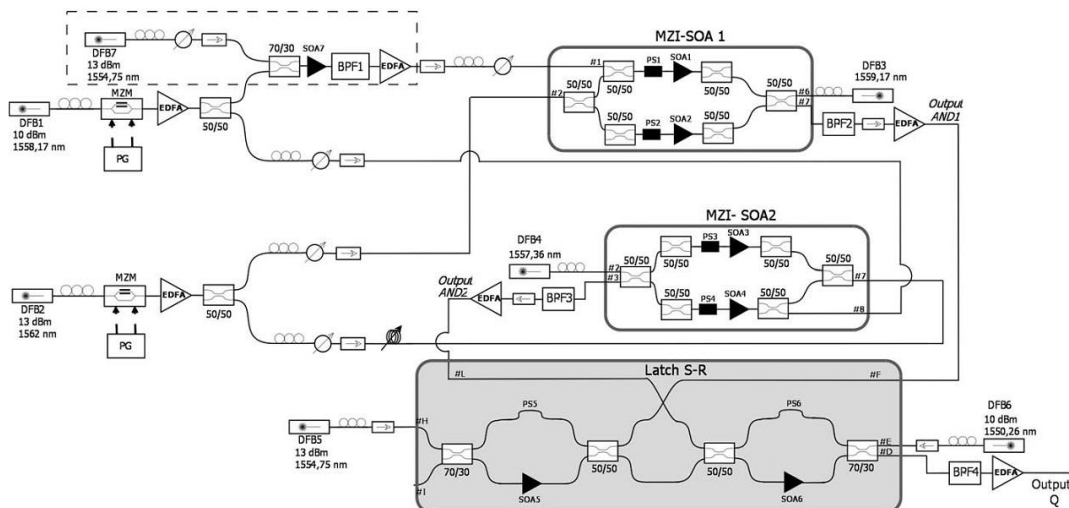 MZI-SOA 1
DFB7
13 dBm
1554,75 nm
70/30
SOA7
BPF1
EDFA
#1
#2
50/50
50/50
PS1
SOA1
50/50
50/50
PS2
SOA2
50/50
50/50
#6
#7
DFB3
1559,17 nm
BPF2
EDFA
Output
AND1
DFB1
10 dBm
1558,17 nm
MZM
PG
EDFA
50/50
MZI- SOA2
DFB4
1557,36 nm
#2
#3
50/50
50/50
PS3
SOA3
50/50
50/50
PS4
SOA4
50/50
50/50
#7
#8
Output
AND2
EDFA
BPF3
DFB2
13 dBm
1562 nm
MZM
PG
EDFA
50/50
Latch S-R
#L
#F
#H
#I
70/30
PS5
SOA5
50/50
50/50
PS6
SOA6
70/30
#E
#D
DFB5
13 dBm
1554,75 nm
DFB6
10 dBm
1550,26 nm
BPF4
EDFA
Output
Q